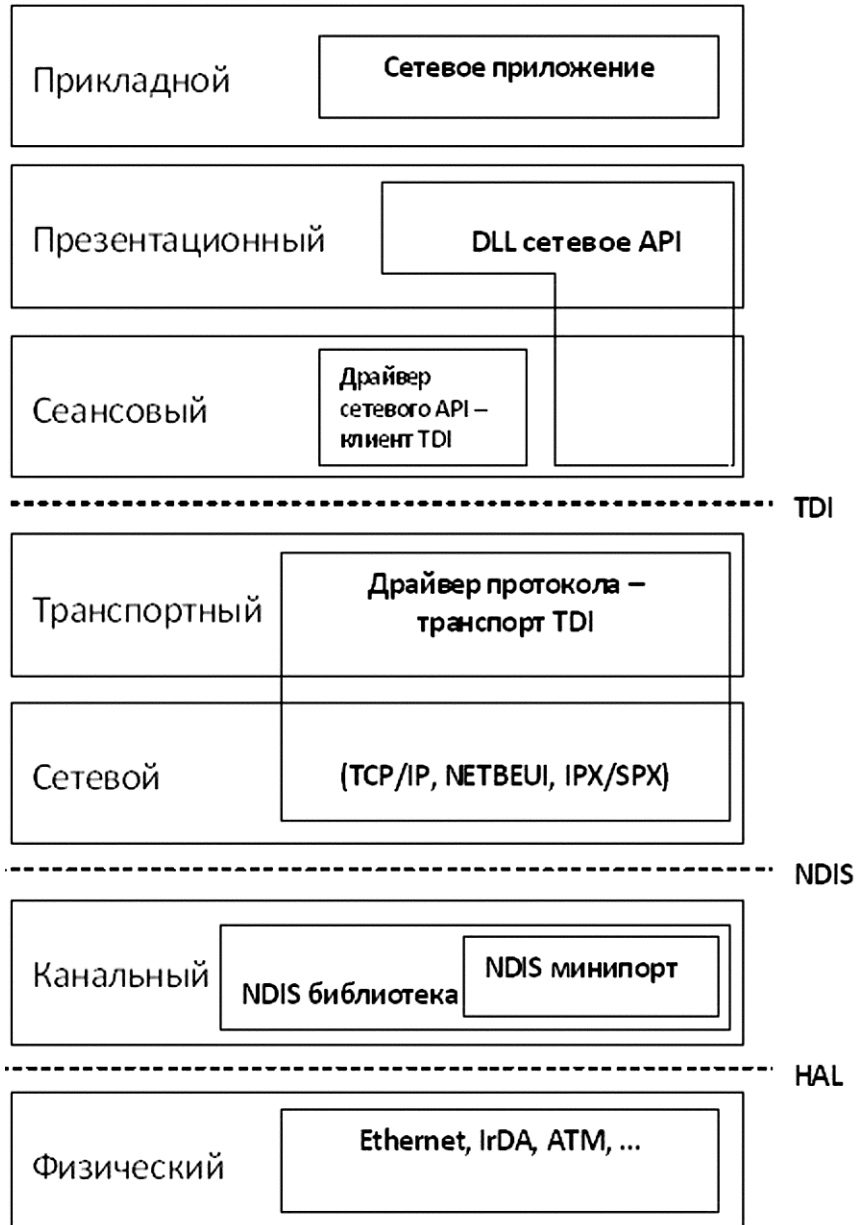 Прикладной
Сетевое приложение
Презентационный
DLL сетевое API
Сеансовый
Драйвер
сетевого API –
клиент TDI
TDI
Транспортный
Драйвер протокола –
транспорт TDI
Сетевой
(TCP/IP, NETBEUI, IPX/SPX)
NDIS
Канальный
NDIS библиотека
NDIS минипорт
HAL
Физический
Ethernet, IrDA, ATM, ...